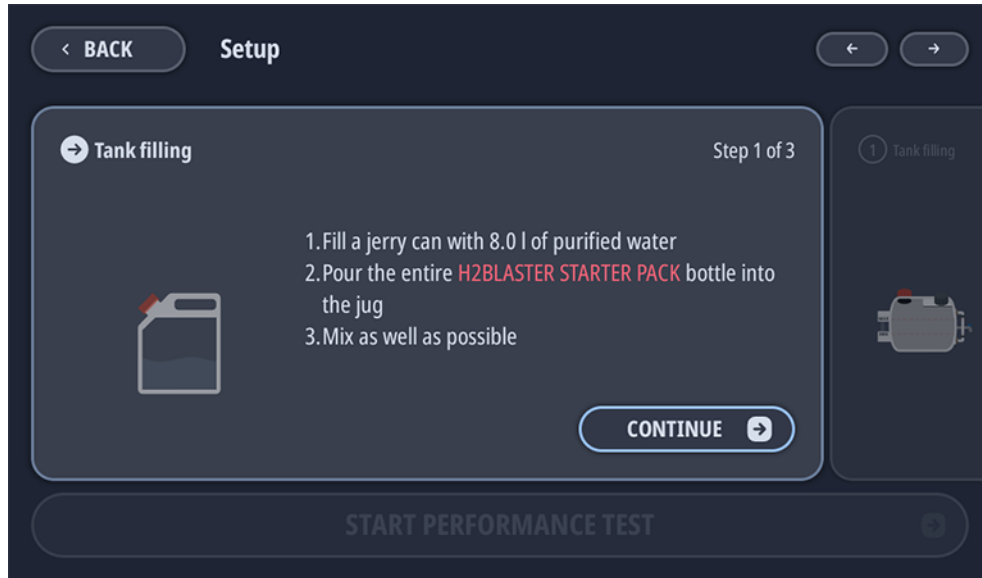 BACK
Setup
Tank filling
Step 1 of 3
1 Tank filling
1.Fill a jerry can with 8.0 l of purified water
2.Pour the entire H2BLASTER STARTER PACK bottle into
the jug
3.Mix as well as possible
CONTINUE
START PERFORMANCE TEST